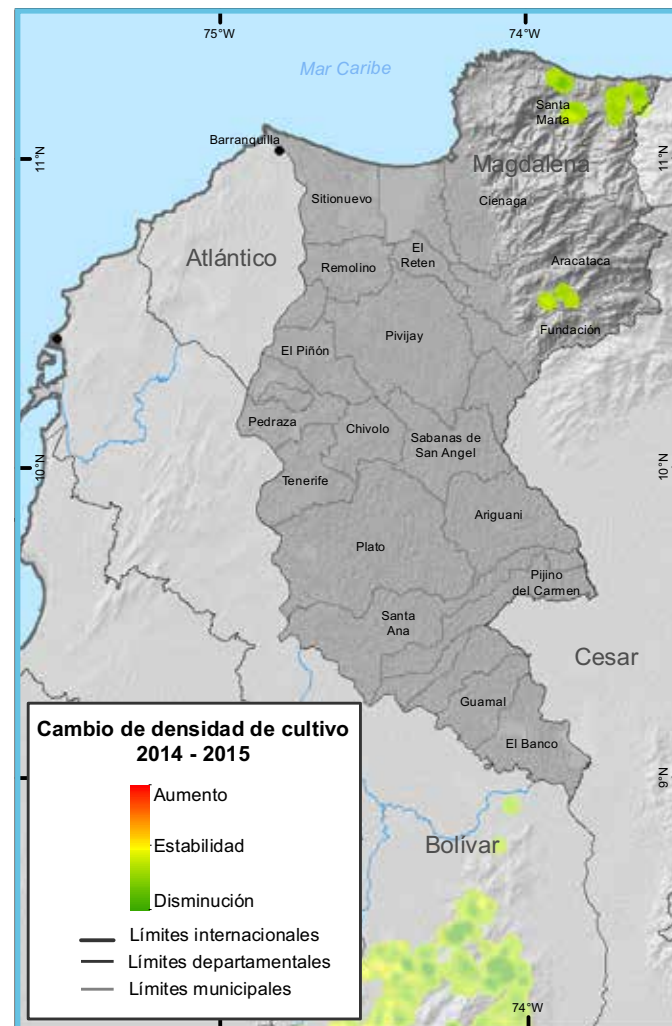 75°W
74°W
Mar Caribe
Santa
Marta
Barranquilla
11°N
11°N
Magdalena
Sitionuevo
Cienaga
Atlántico
El
Reten
Remolino
Aracataca
Fundación
Pivijay
El Piñón
Pedraza
Chivolo
Sabanas de
San Angel
10°N
10°N
Tenerife
Ariguani
Plato
Pijino
del Carmen
Santa
Ana
Cesar
Guamal
El Banco
9°N
Bolívar
Cambio de densidad de cultivo
2014 - 2015
Aumento
Estabilidad
Disminución
Límites internacionales
Límites departamentales
Límites municipales
74°W